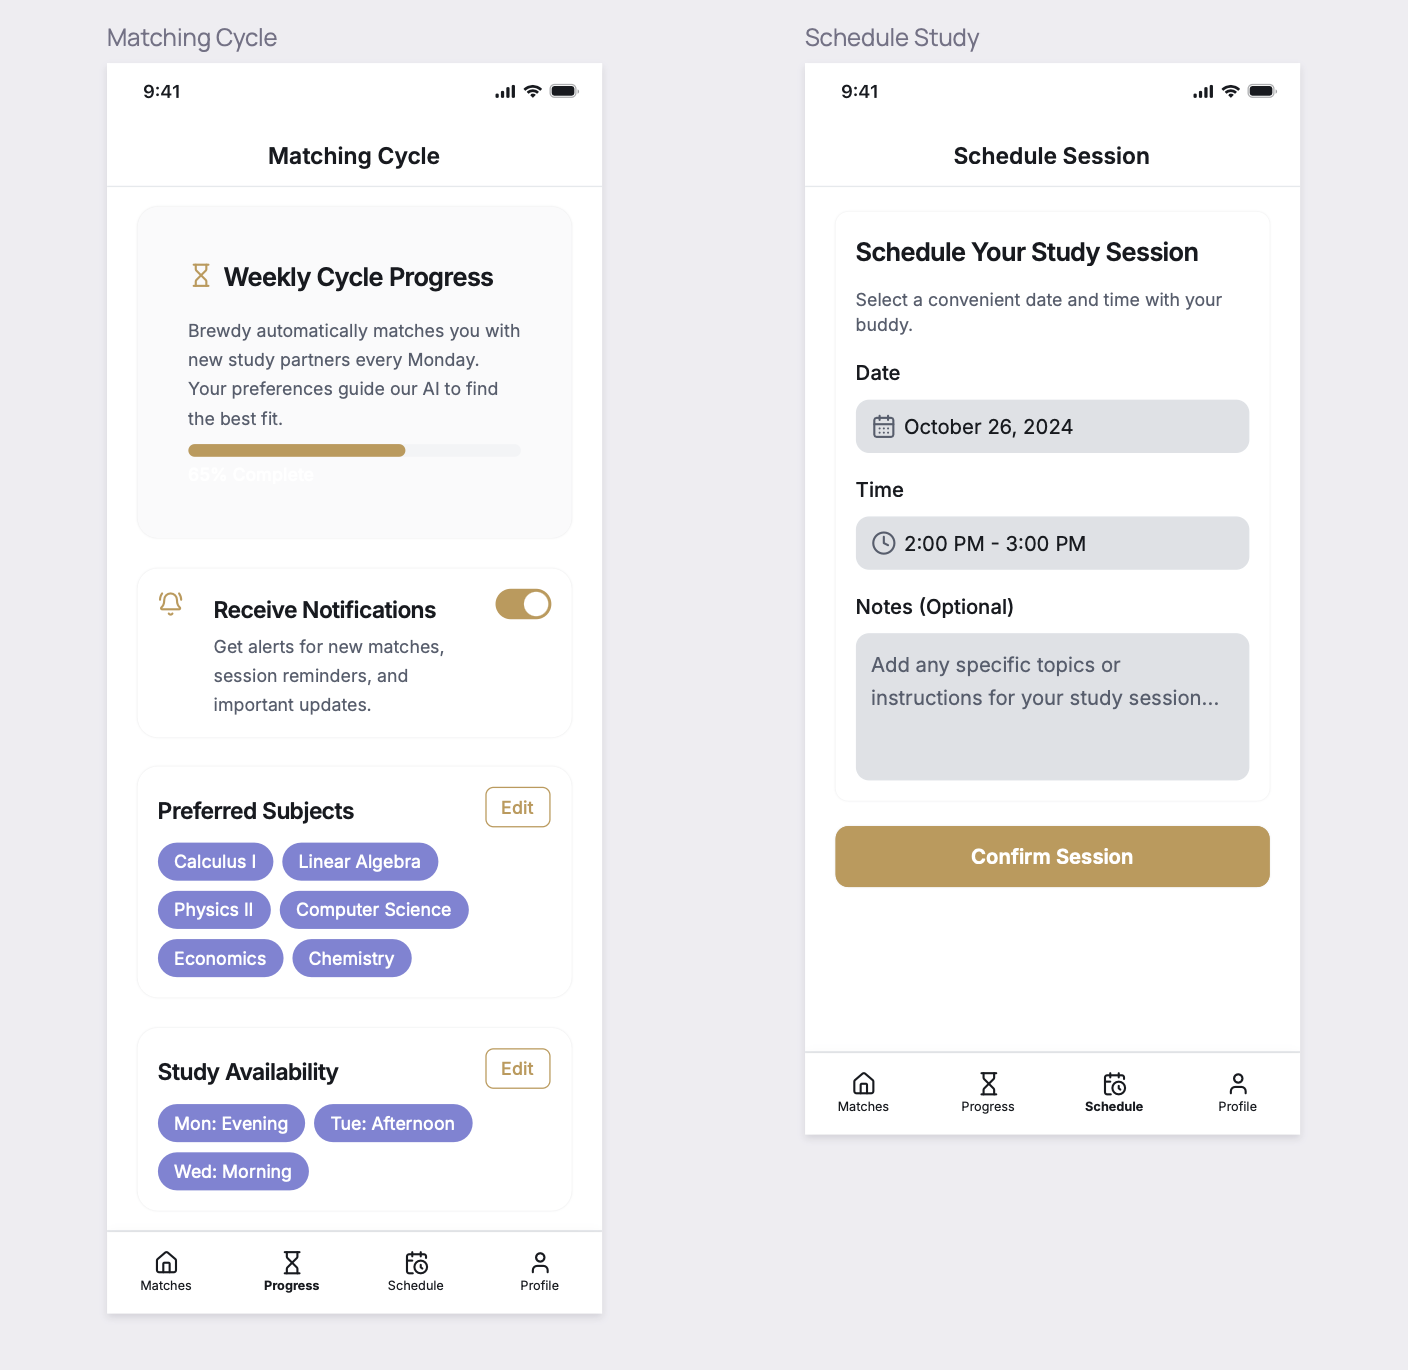 Matching Cycle
9:41
Matching Cycle
Weekly Cycle Progress
Brewdy automatically matches you with
new study partners every Monday.
Your preferences guide our AI to find
the best fit.
65% Complete
Receive Notifications
Get alerts for new matches,
session reminders, and
important updates.
Preferred Subjects
Edit
Calculus I
Linear Algebra
Physics II
Computer Science
Economics
Chemistry
Study Availability
Edit
Mon: Evening
Tue: Afternoon
Wed: Morning
Matches
Progress
Schedule
Profile
Schedule Study
9:41
Schedule Session
Schedule Your Study Session
Select a convenient date and time with your
buddy.
Date
October 26, 2024
Time
2:00 PM - 3:00 PM
Notes (Optional)
Add any specific topics or
instructions for your study session...
Confirm Session
Matches
Progress
Schedule
Profile